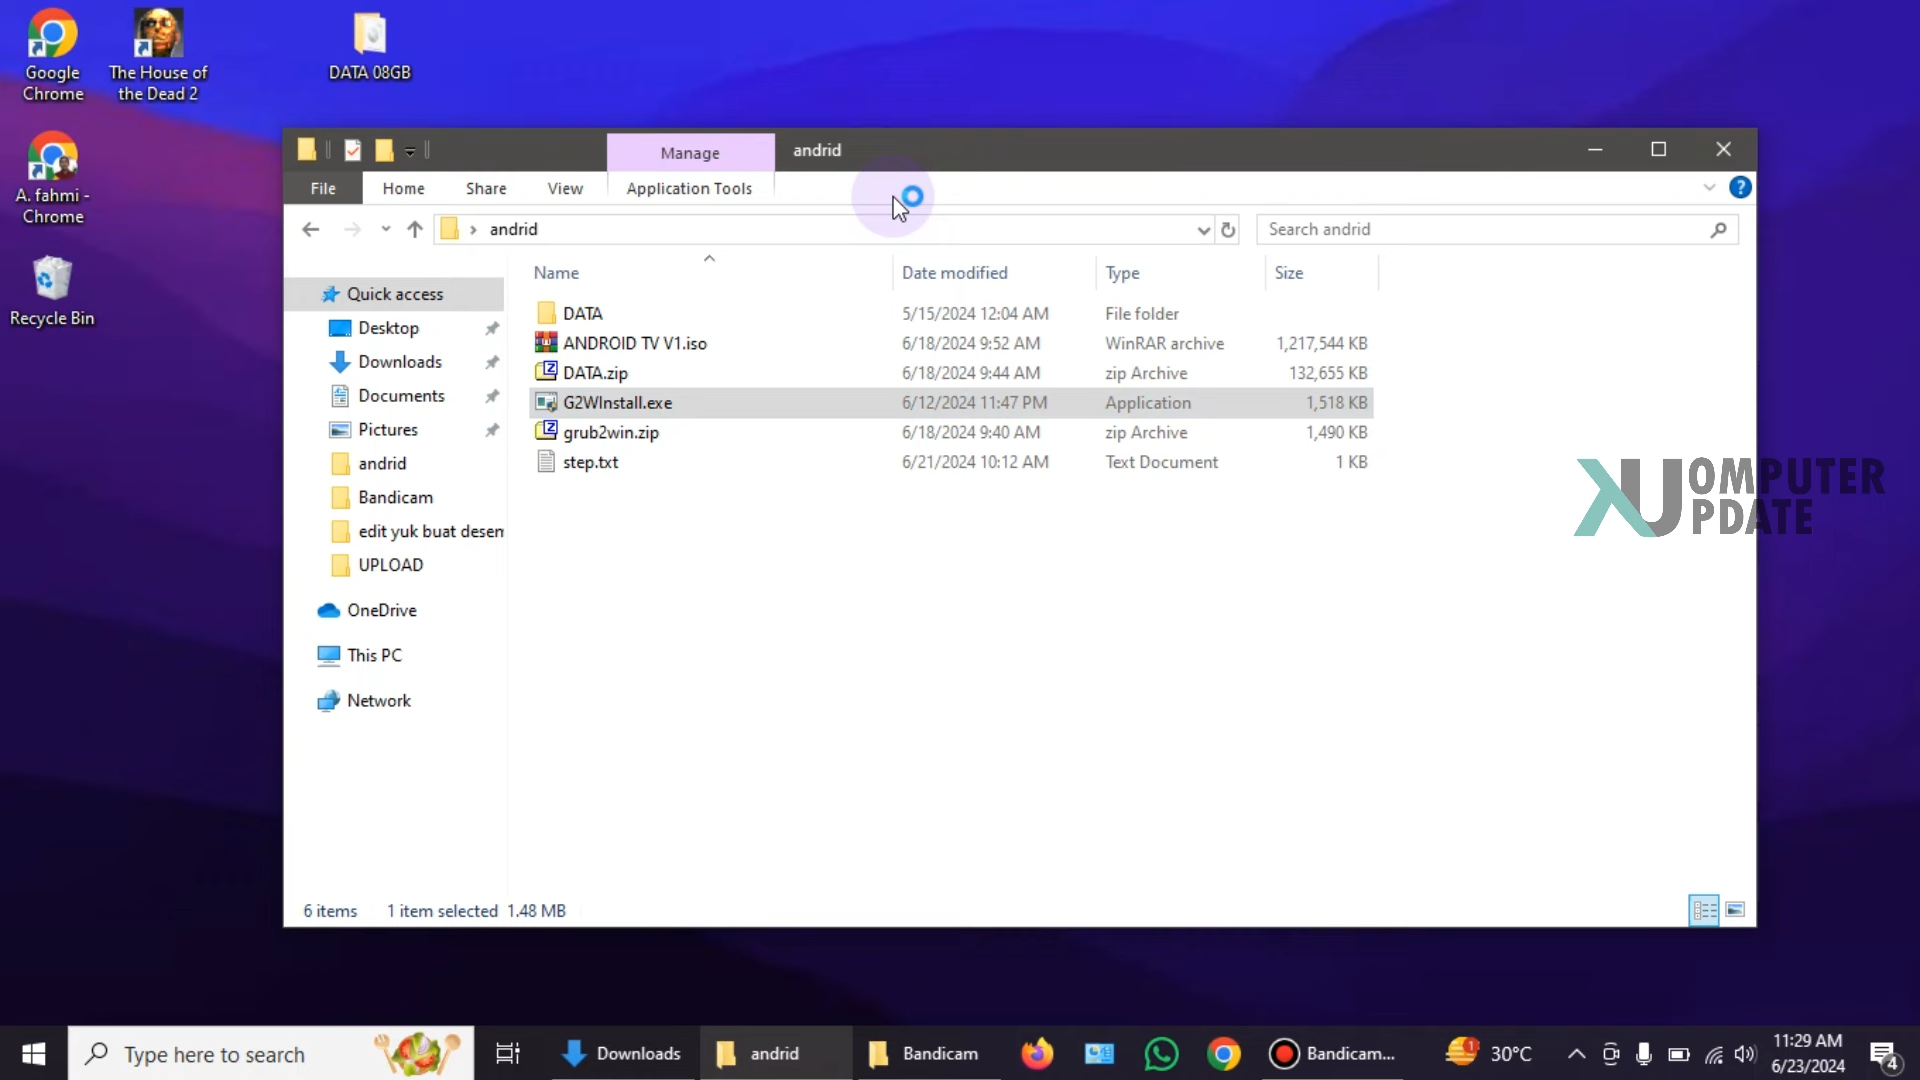 Google
Chrome
The House of
the Dead 2
DATA 08GB
A. fahmi -
Chrome
Recycle Bin
Manage
andrid
File
Home
Share
View
Application Tools
?
andrid
Search andrid
Name
Date modified
Type
Size
Quick access
Desktop
Downloads
Documents
Pictures
andrid
Bandicam
edit yuk buat desen
UPLOAD
OneDrive
This PC
Network
DATA 5/15/2024 12:04 AM File folder
ANDROID TV V1.iso 6/18/2024 9:52 AM WinRAR archive 1,217,544 KB
DATA.zip 6/18/2024 9:44 AM zip Archive 132,655 KB
G2WInstall.exe 6/12/2024 11:47 PM Application 1,518 KB
grub2win.zip 6/18/2024 9:40 AM zip Archive 1,490 KB
step.txt 6/21/2024 10:12 AM Text Document 1 KB
OMPUTER
UPDATE
6 items 1 item selected 1.48 MB
Type here to search
Downloads
andrid
Bandicam
Bandicam...
1
30°C
11:29 AM
6/23/2024
4